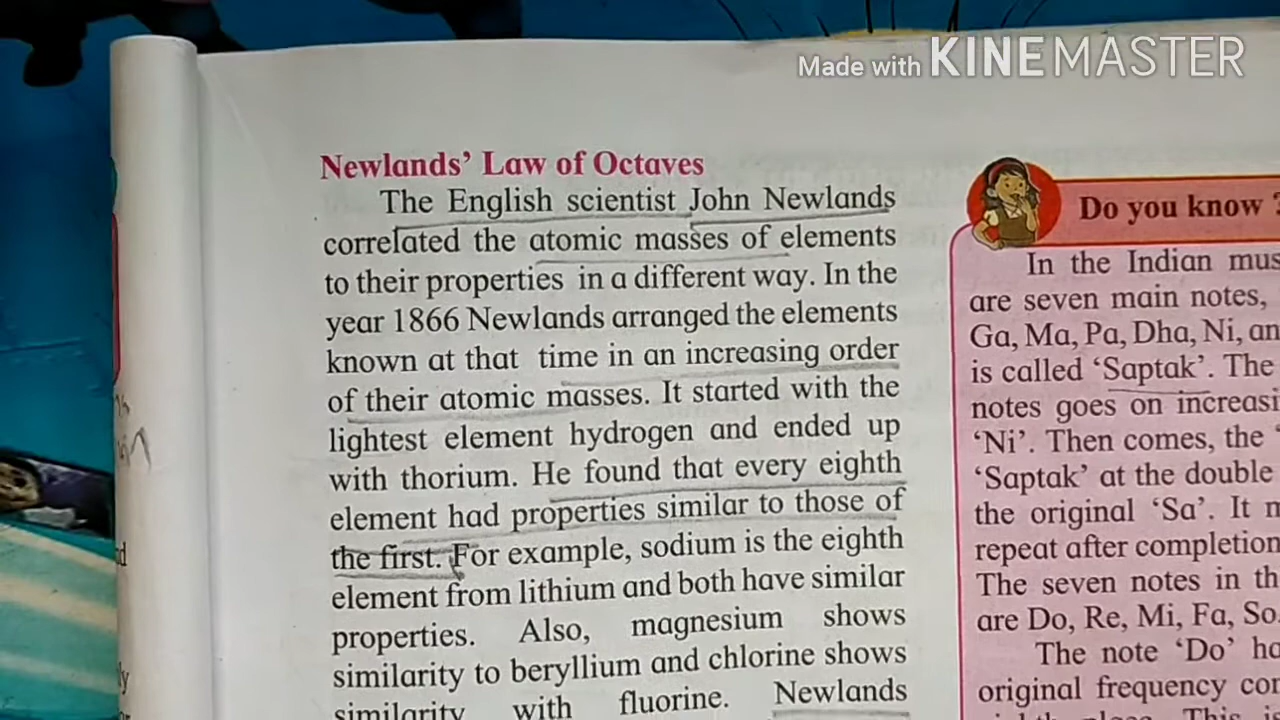 Made with KINEMASTER
Newlands' Law of Octaves
The English scientist John Newlands
correlated the atomic masses of elements
to their properties in a different way. In the
year 1866 Newlands arranged the elements
known at that time in an increasing order
of their atomic masses. It started with the
lightest element hydrogen and ended up
with thorium. He found that every eighth
element had properties similar to those of
the first. For example, sodium is the eighth
element from lithium and both have similar
properties. Also, magnesium shows
similarity to beryllium and chlorine shows
similarity with fluorine. Newlands
Do you know ?
In the Indian
are seven main notes,
Ga, Ma, Pa, Dha, Ni,
is called 'Saptak'. The
notes goes on
'Ni'. Then comes, the
'Saptak' at the double
the original 'Sa'. It
repeat after
The seven notes in
are Do, Re, Mi, Fa, So
The note 'Do'
original frequency